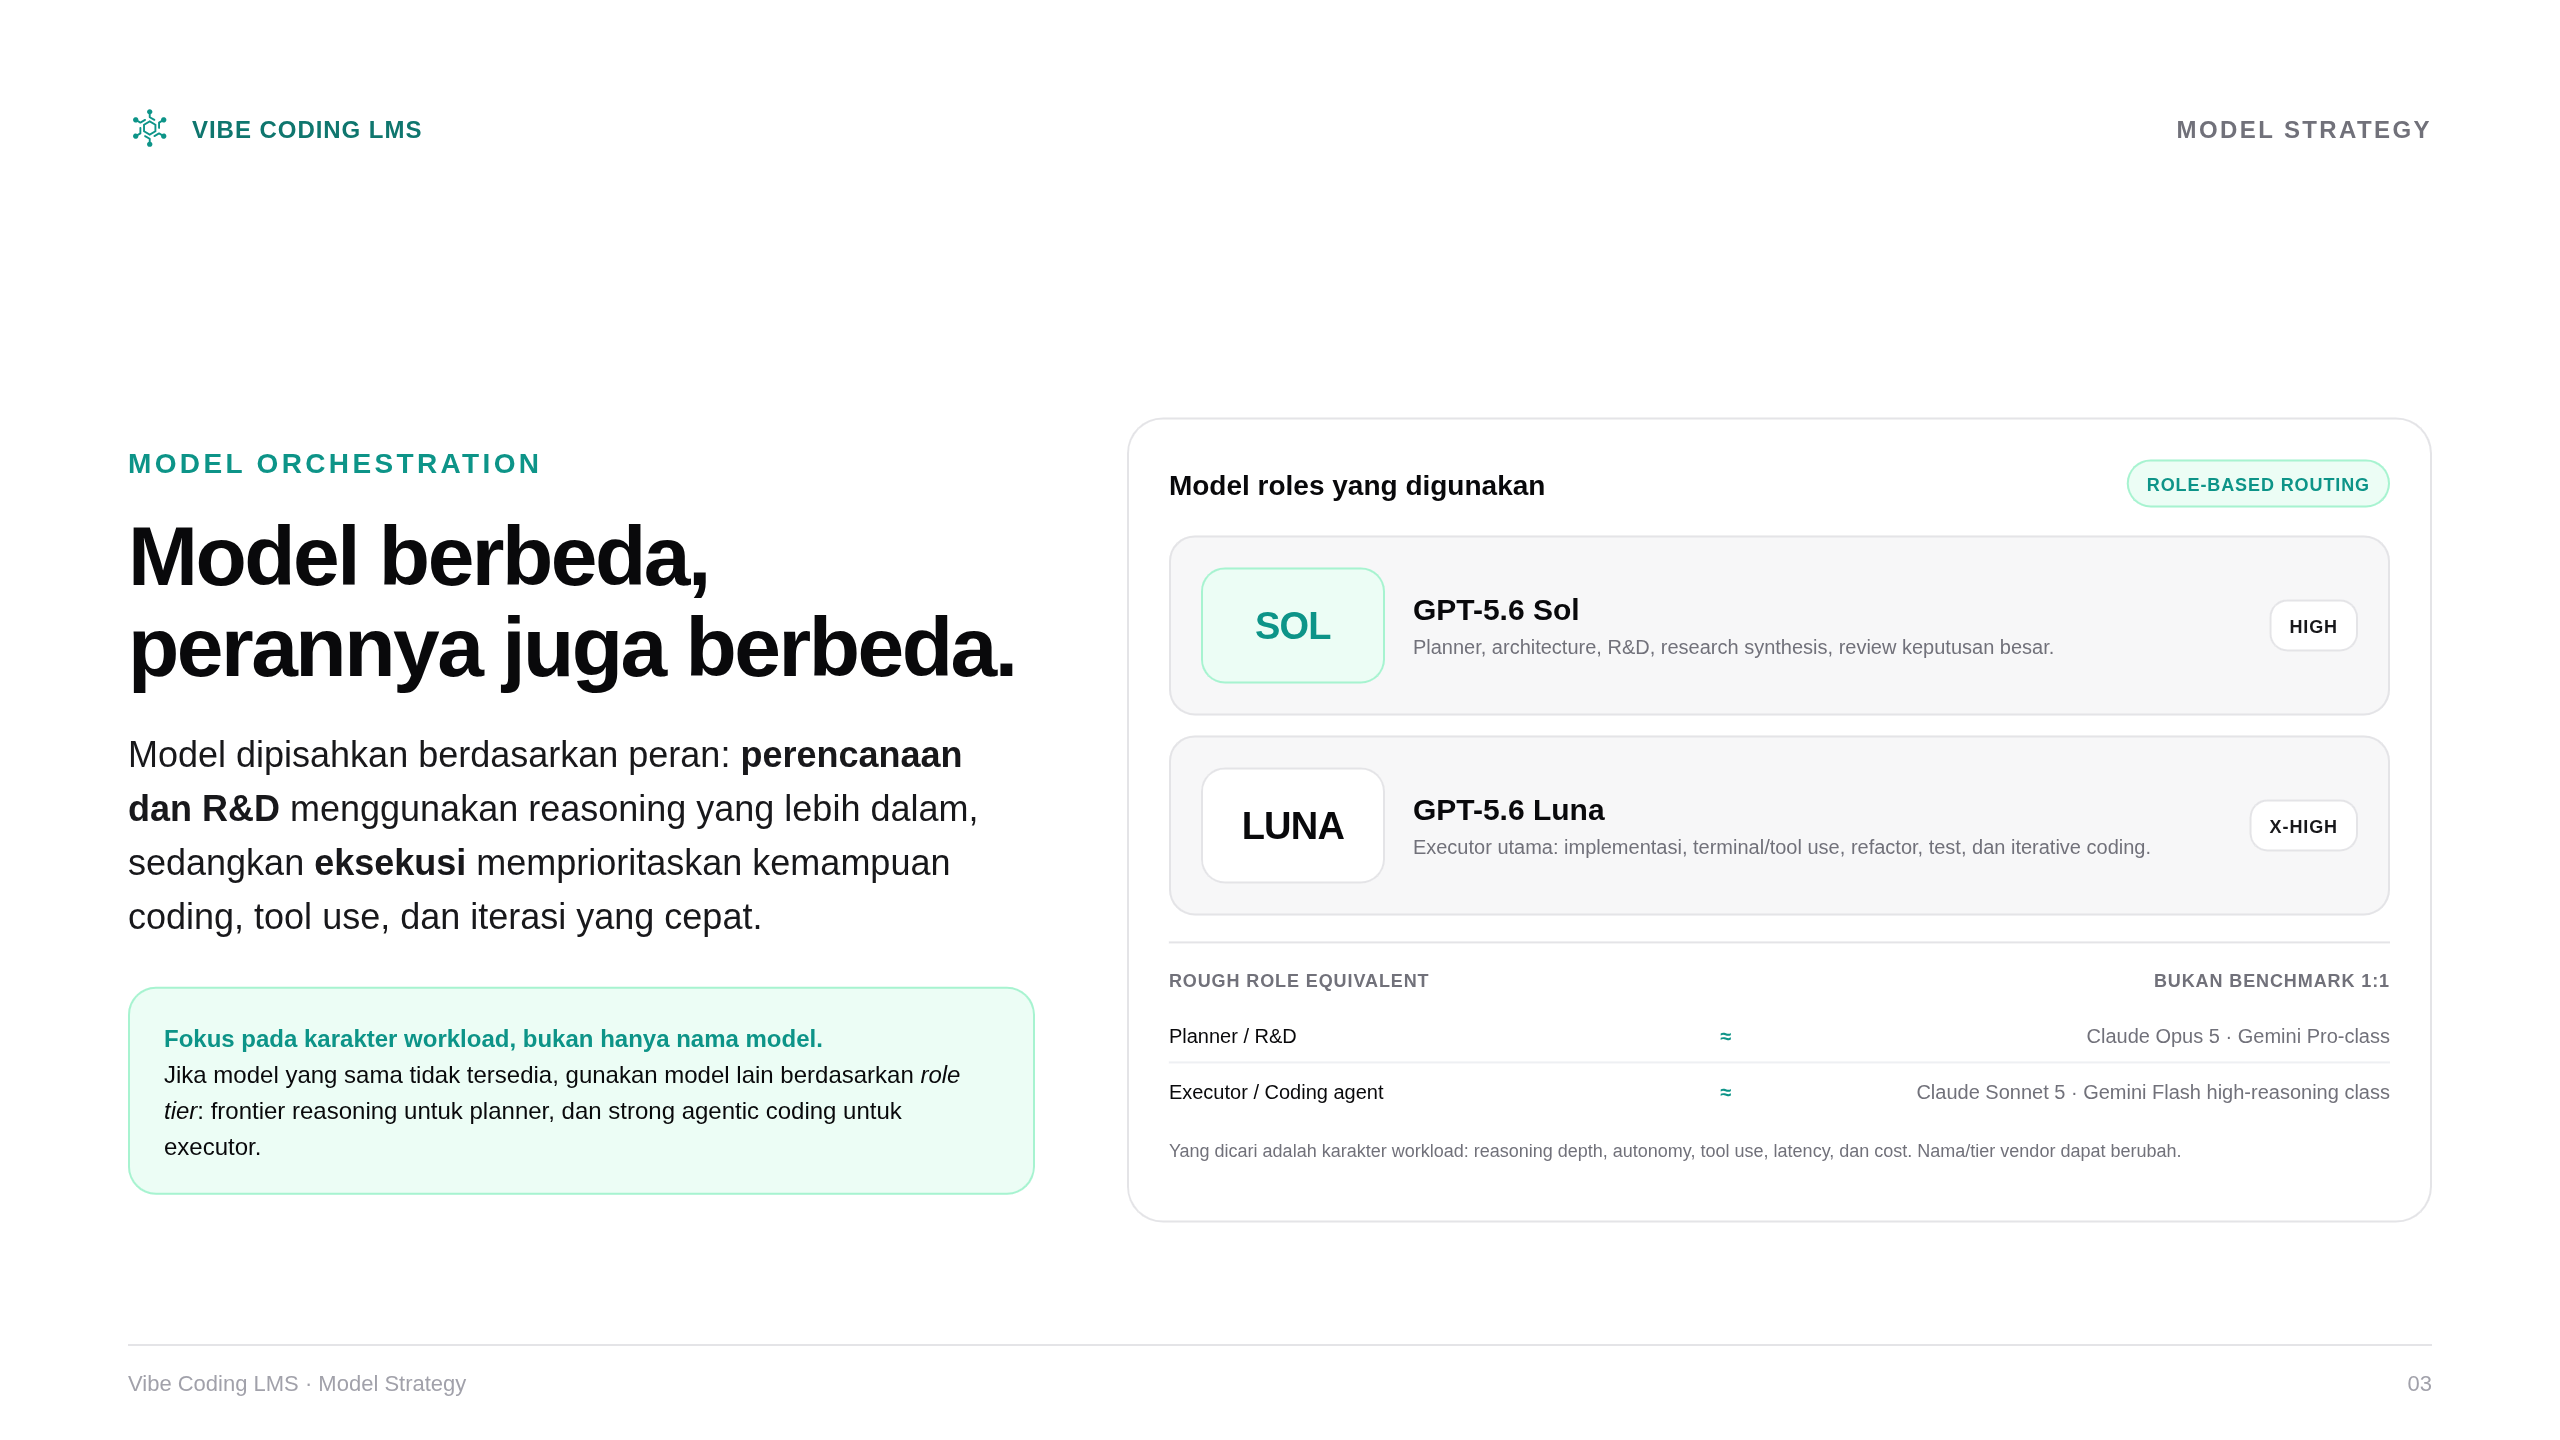 VIBE CODING LMS
MODEL STRATEGY
MODEL ORCHESTRATION
Model berbeda,
perannya juga berbeda.
Model dipisahkan berdasarkan peran: perencanaan
dan R&D menggunakan reasoning yang lebih dalam,
sedangkan eksekusi memprioritaskan kemampuan
coding, tool use, dan iterasi yang cepat.
Fokus pada karakter workload, bukan hanya nama model.
Jika model yang sama tidak tersedia, gunakan model lain berdasarkan role
tier: frontier reasoning untuk planner, dan strong agentic coding untuk
executor.
Model roles yang digunakan
ROLE-BASED ROUTING
SOL
GPT-5.6 Sol
Planner, architecture, R&D, research synthesis, review keputusan besar.
HIGH
LUNA
GPT-5.6 Luna
Executor utama: implementasi, terminal/tool use, refactor, test, dan iterative coding.
X-HIGH
ROUGH ROLE EQUIVALENT
BUKAN BENCHMARK 1:1
Planner / R&D ≈ Claude Opus 5 · Gemini Pro-class
Executor / Coding agent ≈ Claude Sonnet 5 · Gemini Flash high-reasoning class
Yang dicari adalah karakter workload: reasoning depth, autonomy, tool use, latency, dan cost. Nama/tier vendor dapat berubah.
Vibe Coding LMS · Model Strategy
03